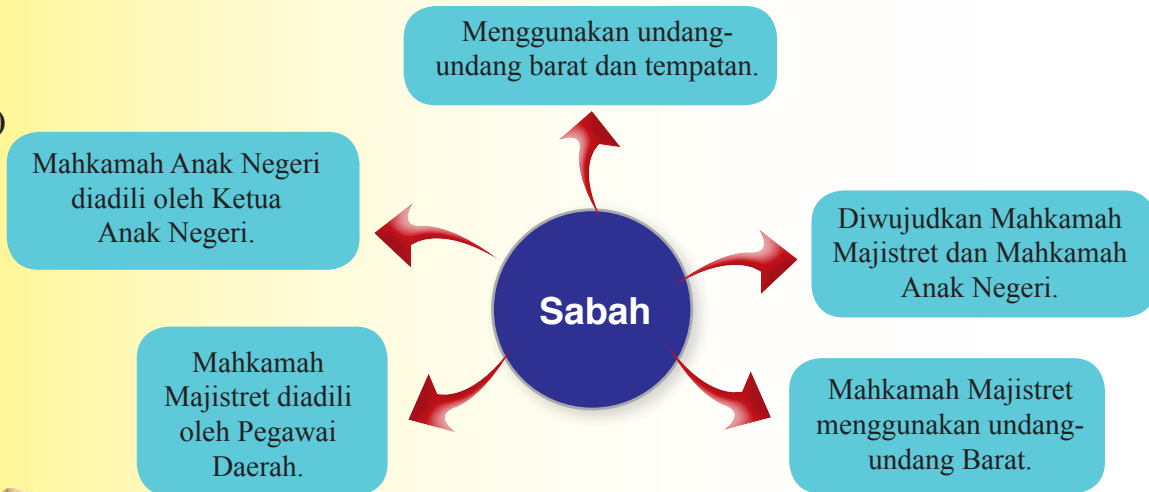 Menggunakan undang-
undang barat dan tempatan.
)
Mahkamah Anak Negeri
diadili oleh Ketua
Anak Negeri.
Diwujudkan Mahkamah
Majistret dan Mahkamah
Anak Negeri.
Sabah
Mahkamah
Majistret diadili
oleh Pegawai
Daerah.
Mahkamah Majistret
menggunakan undang-
undang Barat.